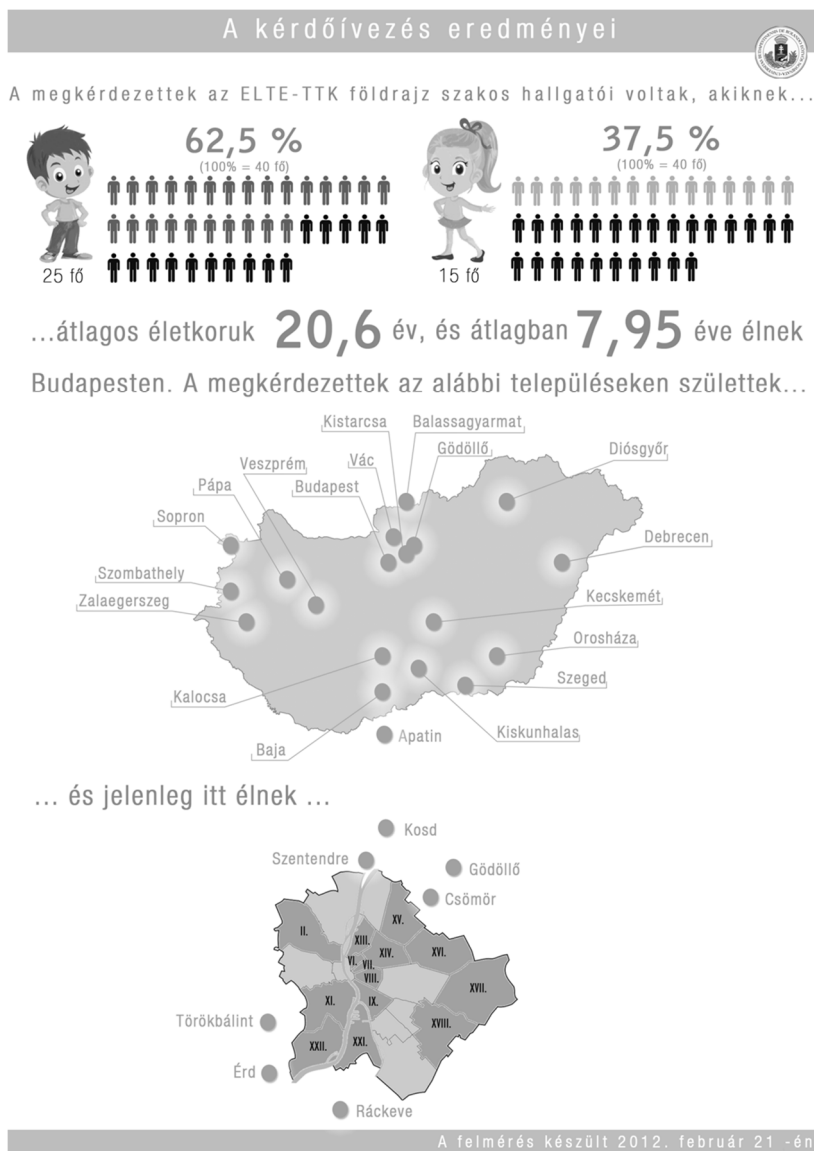 A kérdőívezés eredményei
A megkérdezettek az ELTE-TTK földrajz szakos hallgatói voltak, akiknek...
62,5 %
(100% = 40 fő)
25 fő
37,5 %
(100% = 40 fő)
15 fő
...átlagos életkoruk 20,6 év, és átlagban 7,95 éve élnek
Budapesten. A megkérdezettek az alábbi településeken születtek...
Kistarcsa
Balassagyarmat
Vác
Gödöllő
Diósgyőr
Veszprém
Pápa
Budapest
Sopron
Debrecen
Szombathely
Zalaegerszeg
Kecskemét
Orosháza
Szeged
Kalocsa
Kiskunhalas
Baja
Apatin
... és jelenleg itt élnek ...
Kosd
Szentendre
Gödöllő
Csömör
XV.
II.
XIII.
XIV.
XVI.
VI.
VII.
VIII.
XVII.
XI.
IX.
XVIII.
Törökbálint
XXII.
XXI.
Érd
Ráckeve
A felmérés készült 2012. február 21 -én